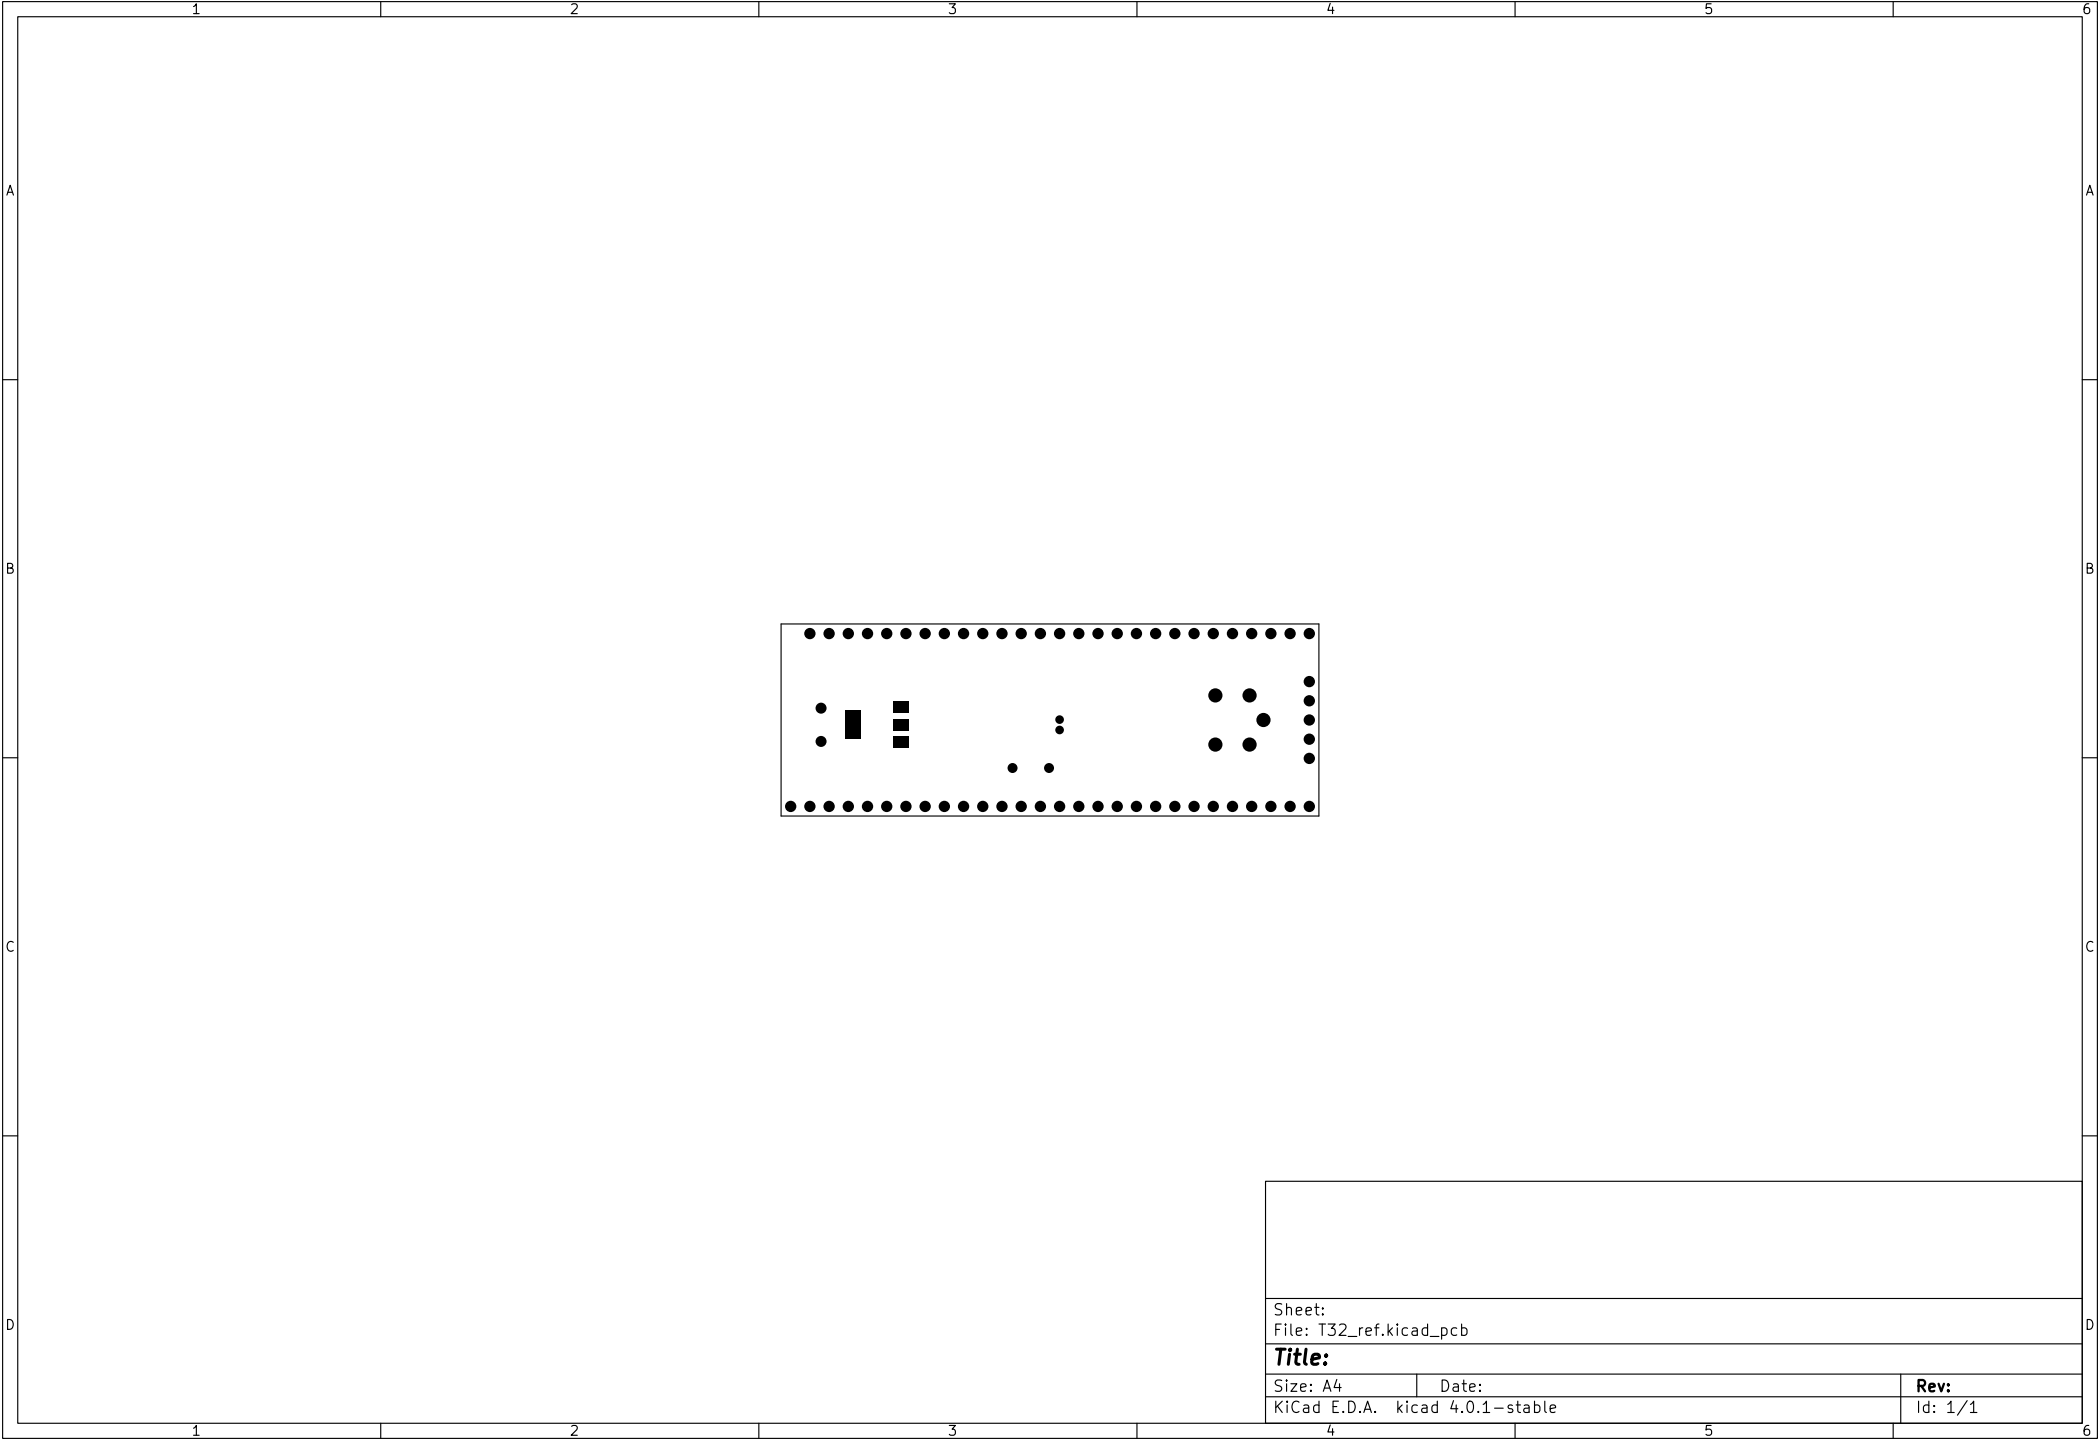 1 2 3 4 5 6
A A
B B
C C
Sheet:
File: T32_ref.kicad_pcb
D D
Title:
Size: A4 Date: Rev:
KiCad E.D.A. kicad 4.0.1-stable Id: 1/1
1 2 3 4 5 6